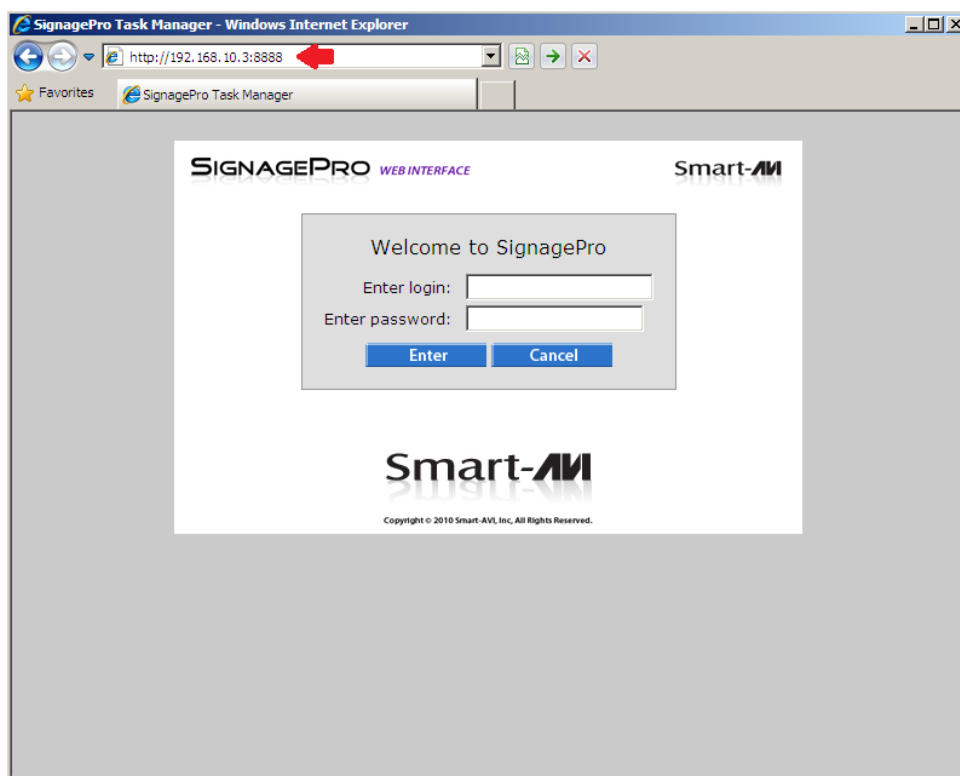 SignagePro Task Manager - Windows Internet Explorer
http://192.168.10.3:8888
Favorites
SignagePro Task Manager
SIGNAGEPRO WEB INTERFACE
Smart-AVI
Welcome to SignagePro
Enter login:
Enter password:
Enter Cancel
Smart-AVI
Copyright © 2010 Smart-AVI, Inc, All Rights Reserved.